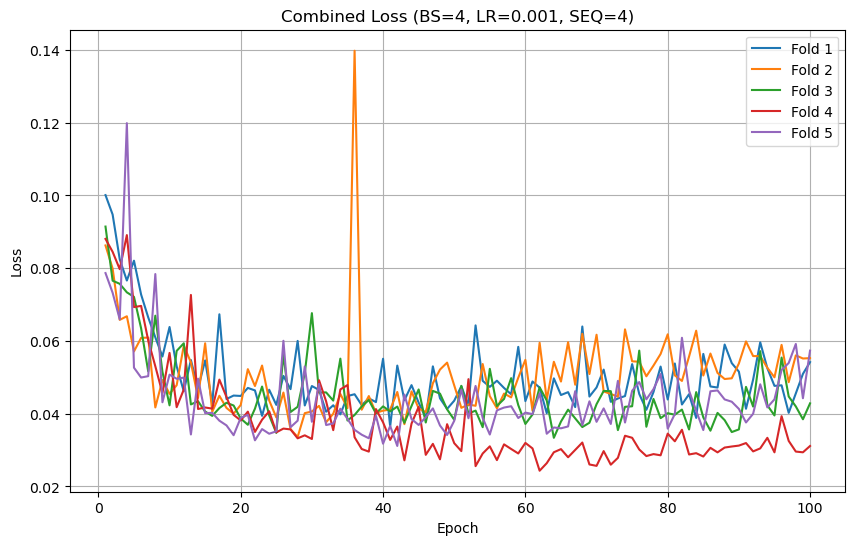 Combined Loss (BS=4, LR=0.001, SEQ=4)
0.14
0.12
0.10
0.08
0.06
0.04
0.02
Loss
Fold 1
Fold 2
Fold 3
Fold 4
Fold 5
0
20
40
60
80
100
Epoch